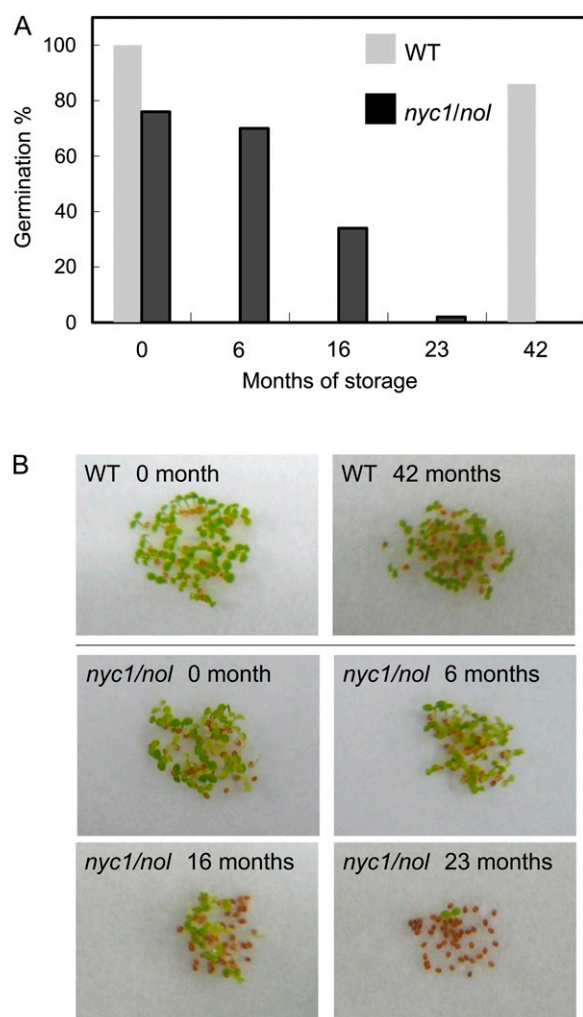 A
Germination %
100
80
60
40
20
0
WT
nyc1/nol
0 6 16 23 42
Months of storage
B
WT 0 month
WT 42 months
nyc1/nol 0 month
nyc1/nol 6 months
nyc1/nol 16 months
nyc1/nol 23 months